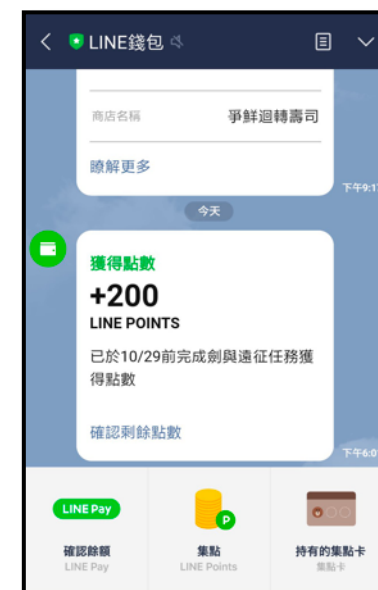 LINE錢包
商店名稱 爭鮮迴轉壽司
瞭解更多
下午9:1
今天
獲得點數
+200
LINE POINTS
已於10/29前完成劍與遠征任務獲
得點數
確認剩餘點數
下午6:0
LINE Pay
P
確認餘額
LINE Pay
集點
LINE Points
持有的集點卡
集點卡